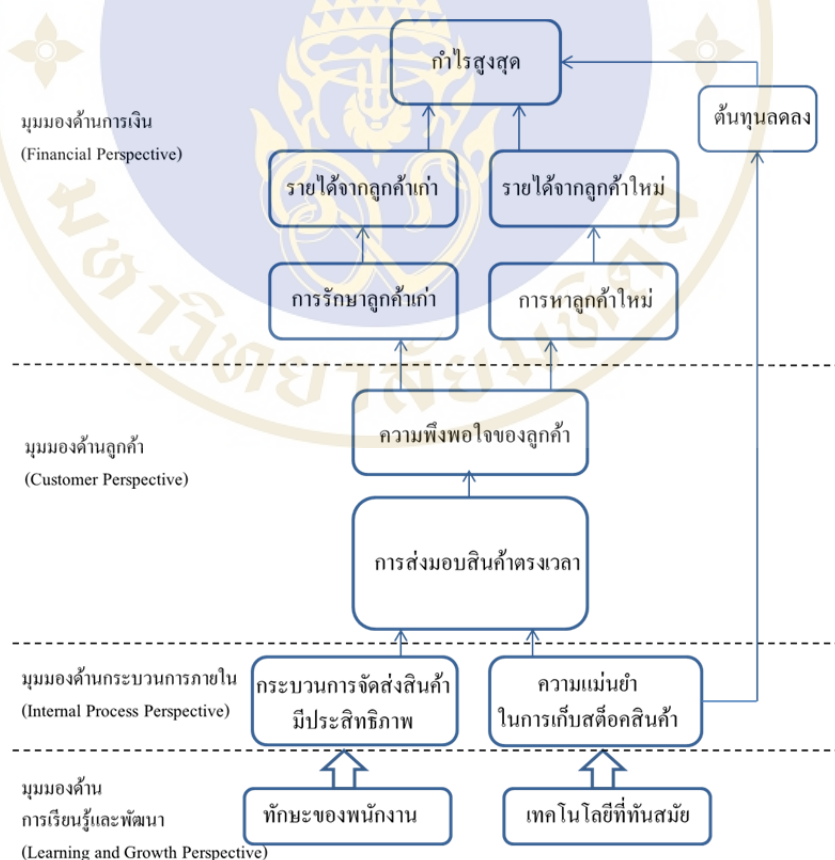 กำไรสูงสุด
ต้นทุนลดลง
มุมมองด้านการเงิน
(Financial Perspective)
รายได้จากลูกค้าเก่า
รายได้จากลูกค้าใหม่
การรักษาลูกค้าเก่า
การหาลูกค้าใหม่
มหาวิทยาลัยมหิดล
มุมมองด้านลูกค้า
(Customer Perspective)
ความพึงพอใจของลูกค้า
การส่งมอบสินค้าตรงเวลา
มุมมองด้านกระบวนการภายใน
(Internal Process Perspective)
กระบวนการจัดส่งสินค้า
มีประสิทธิภาพ
ความแม่นยำ
ในการเก็บสต็อคสินค้า
มุมมองด้าน
การเรียนรู้และพัฒนา
(Learning and Growth Perspective)
ทักษะของพนักงาน
เทคโนโลยีที่ทันสมัย